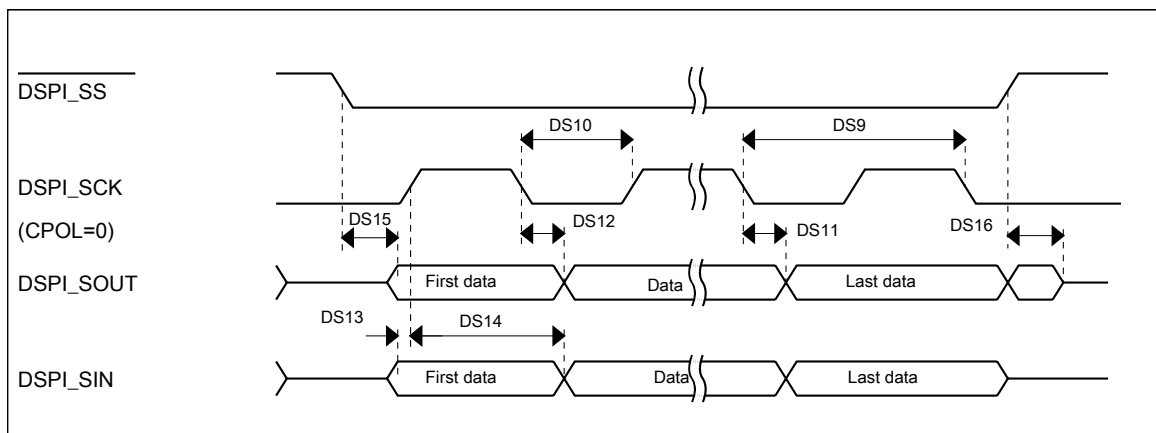 DSPI_SS
DS10
DS9
DSPI_SCK
(CPOL=0)
DS15
DS12
DS11
DS16
DSPI_SOUT
First data
Data
Last data
DS13
DS14
DSPI_SIN
First data
Data
Last data